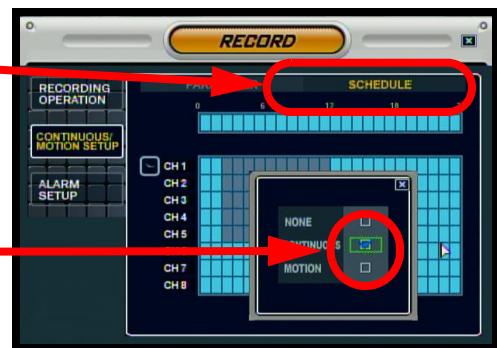 RECORD
RECORDING OPERATION
CONTINUOUS/
MOTION SETUP
ALARM
SETUP
SCHEDULE
0 6 12 18
CH 1
CH 2
CH 3
CH 4
CH 5
CH 7
CH 8
NONE
MOTION